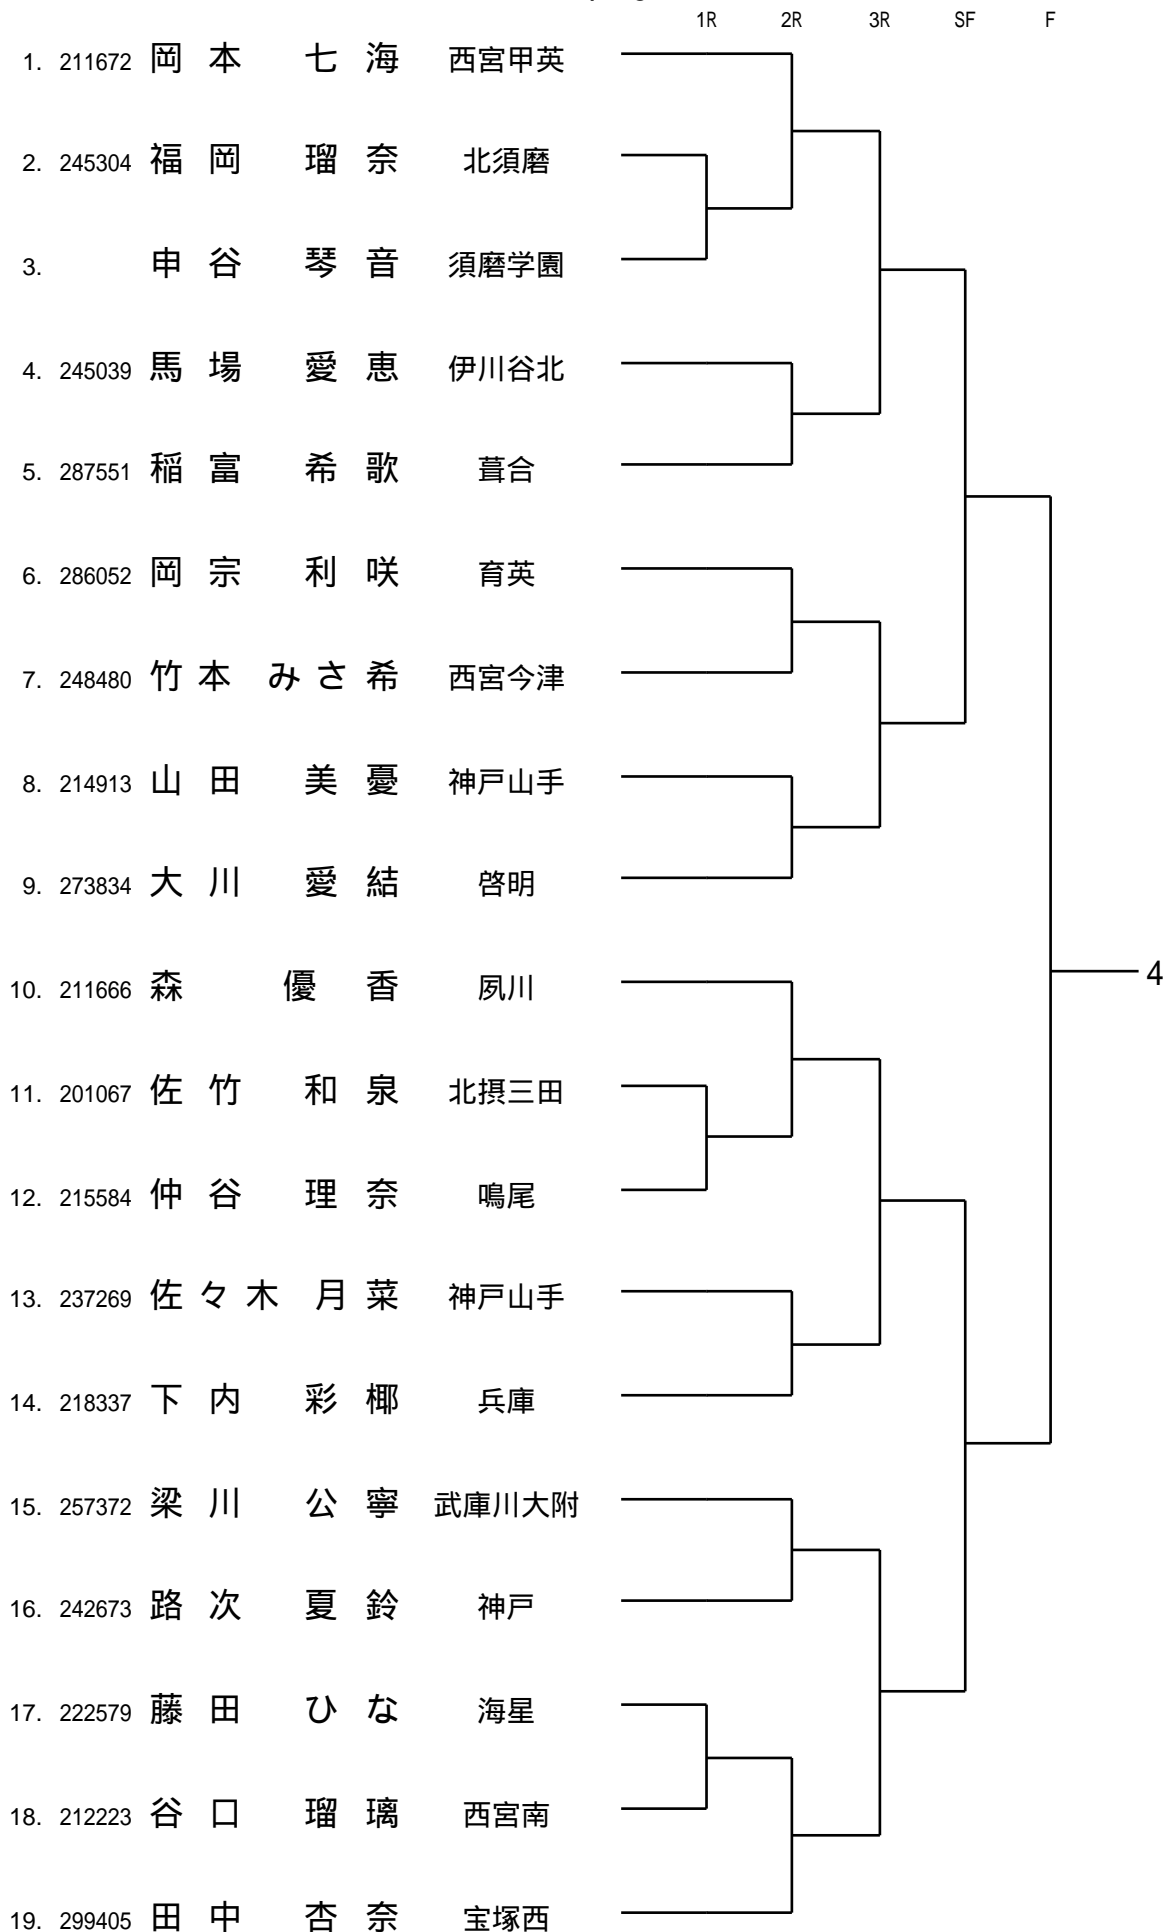 1R 2R 3R SF F
1. 211672 岡本 七海 西宮甲英
2. 245304 福岡 瑠奈 北須磨
3. 申谷 琴音 須磨学園
4. 245039 馬場 愛恵 伊川谷北
5. 287551 稲富 希歌 葺合
6. 286052 岡宗 利咲 育英
7. 248480 竹本 みさ希 西宮今津
8. 214913 山田 美憂 神戸山手
9. 273834 大川 愛結 啓明
10. 211666 森 優香 夙川
4
11. 201067 佐竹 和泉 北摂三田
12. 215584 仲谷 理奈 鳴尾
13. 237269 佐々木 月菜 神戸山手
14. 218337 下内 彩椰 兵庫
15. 257372 梁川 公寧 武庫川大附
16. 242673 路次 夏鈴 神戸
17. 222579 藤田 ひな 海星
18. 212223 谷口 瑠璃 西宮南
19. 299405 田中 杏奈 宝塚西